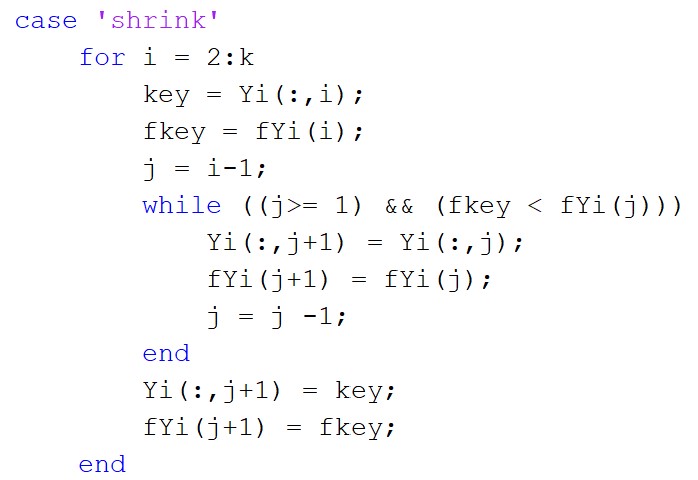 case 'shrink'
    for i = 2:k
        key = Yi(:,i);
        fkey = fYi(i);
        j = i-1;
        while ((j>= 1) && (fkey < fYi(j)))
            Yi(:,j+1) = Yi(:,j);
            fYi(j+1) = fYi(j);
            j = j -1;
        end
        Yi(:,j+1) = key;
        fYi(j+1) = fkey;
    end